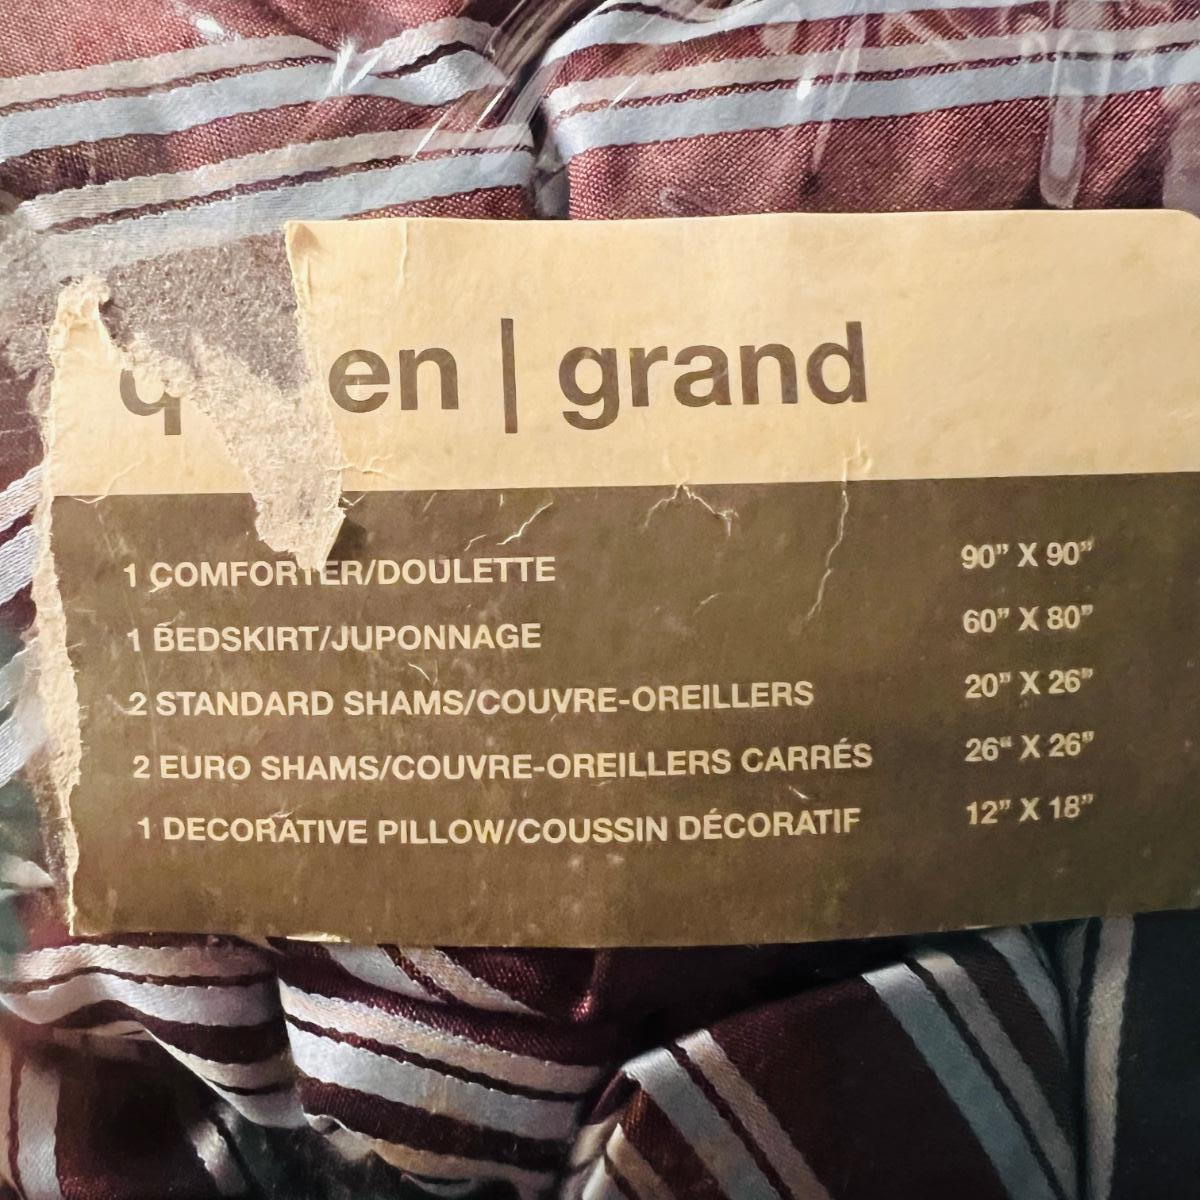 q en | grand
1 COMFORTER/DOULETTE 90" X 90"
1 BEDSKIRT/JUPONNAGE 60" X 80"
2 STANDARD SHAMS/COUVRE-OREILLERS 20" X 26"
2 EURO SHAMS/COUVRE-OREILLERS CARRÉS 26" X 26"
1 DECORATIVE PILLOW/COUSSIN DÉCORATIF 12" X 18"